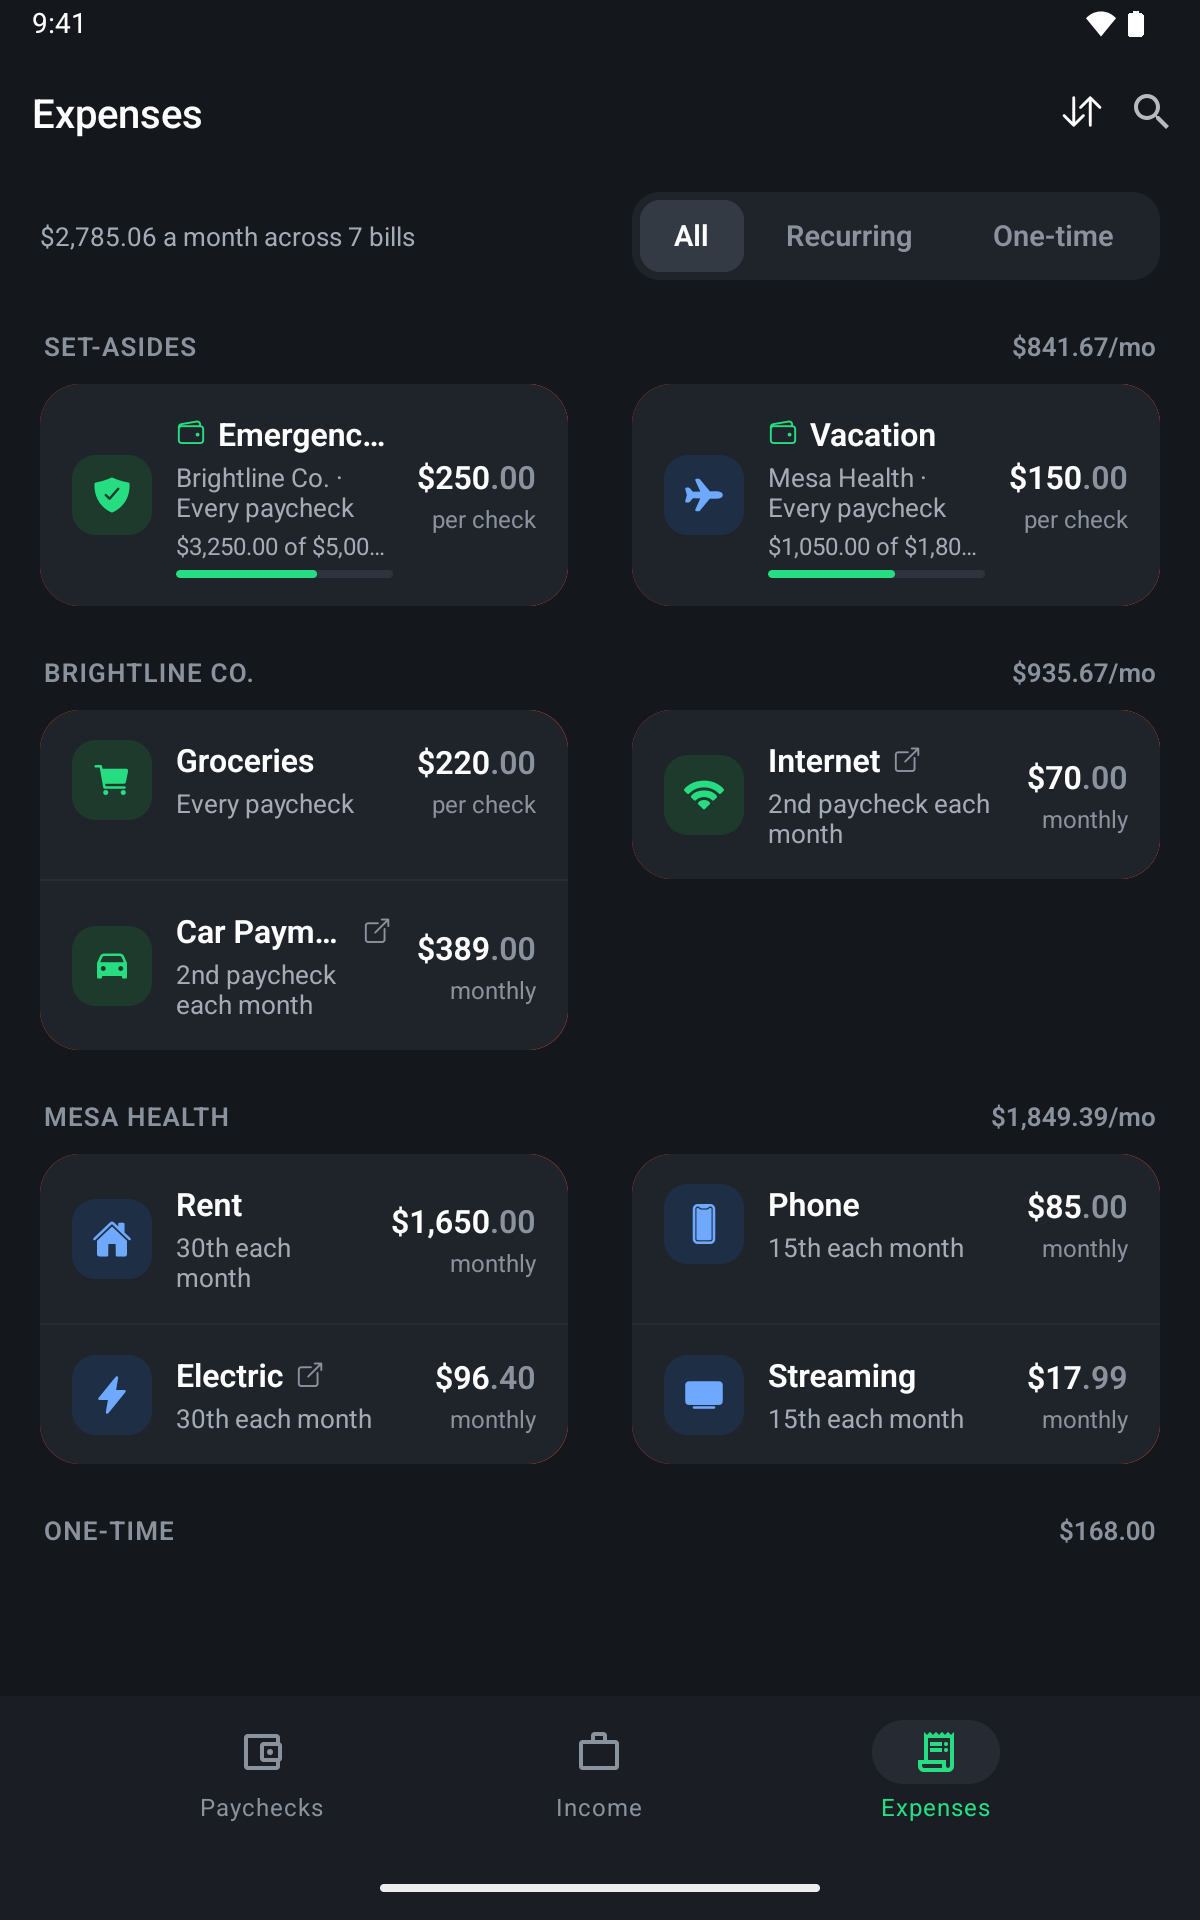 9:41
Expenses
$2,785.06 a month across 7 bills
All
Recurring
One-time
SET-ASIDES
$841.67/mo
Emergenc...
Brightline Co. ·
Every paycheck
$3,250.00 of $5,00...
$250.00
per check
Vacation
Mesa Health ·
Every paycheck
$1,050.00 of $1,80...
$150.00
per check
BRIGHTLINE CO.
$935.67/mo
Groceries
Every paycheck
$220.00
per check
Internet
2nd paycheck each
month
$70.00
monthly
Car Paym...
2nd paycheck
each month
$389.00
monthly
MESA HEALTH
$1,849.39/mo
Rent
30th each
month
$1,650.00
monthly
Phone
15th each month
$85.00
monthly
Electric
30th each month
$96.40
monthly
Streaming
15th each month
$17.99
monthly
ONE-TIME
$168.00
Paychecks
Income
Expenses